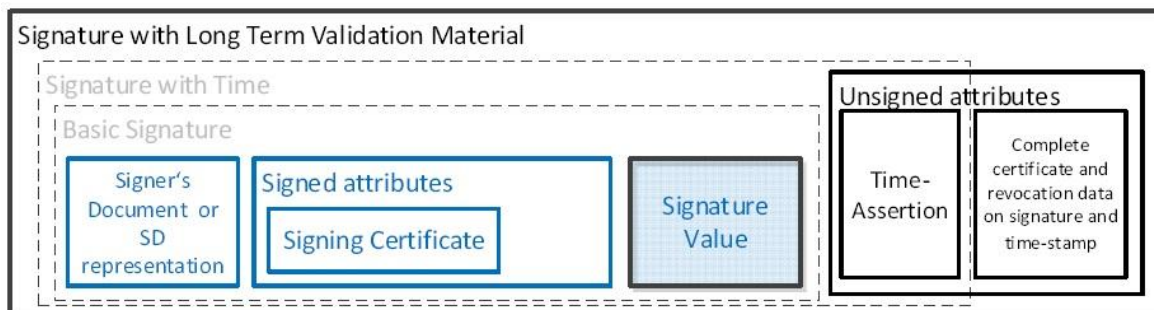 Signature with Long Term Validation Material
Signature with Time
Basic Signature
Signer's
Document or
SD
representation
Signed attributes
Signing Certificate
Signature
Value
Unsigned attributes
Time-
Assertion
Complete
certificate and
revocation data
on signature and
time-stamp